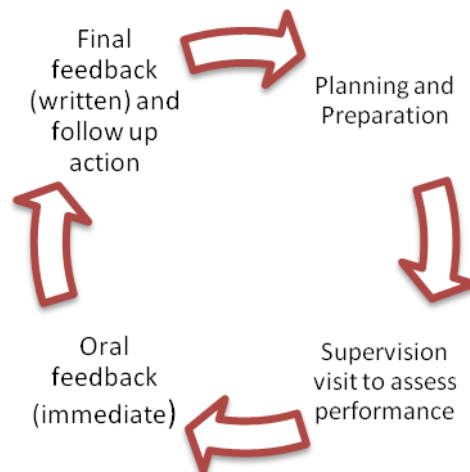 Final
feedback
(written) and
follow up
action
Planning and
Preparation
Supervision
visit to assess
performance
Oral
feedback
(immediate)